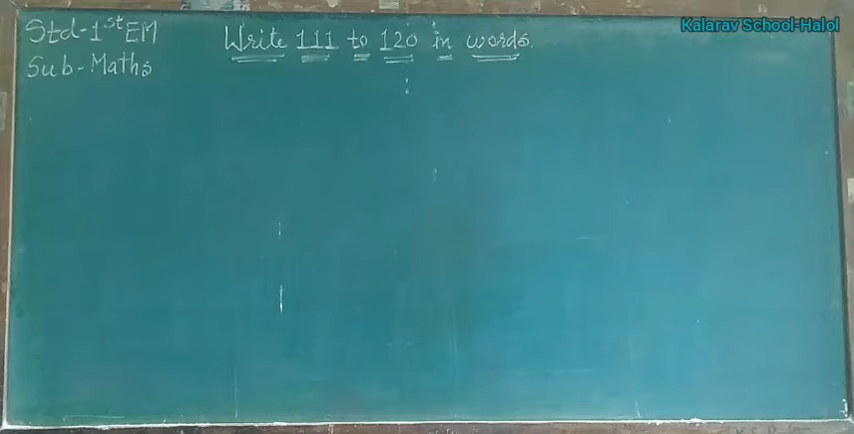 Std-1st EM
Write 111 to 120 in words.
Sub-Maths
Kalarav School-Halol